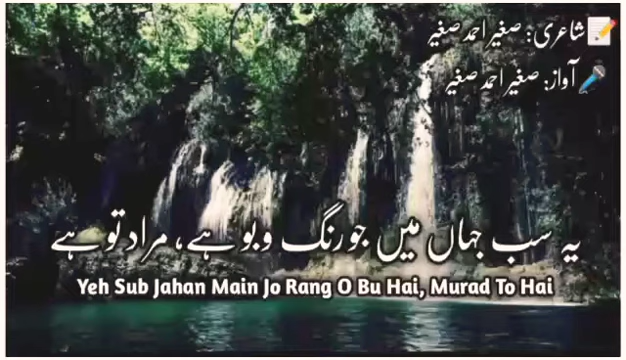 شاعری: صغیر احمد صغیر
آواز: صغیر احمد صغیر
یہ سب جہاں میں جو رنگ و بو ہے، مراد تو ہے
Yeh Sub Jahan Main Jo Rang O Bu Hai, Murad To Hai